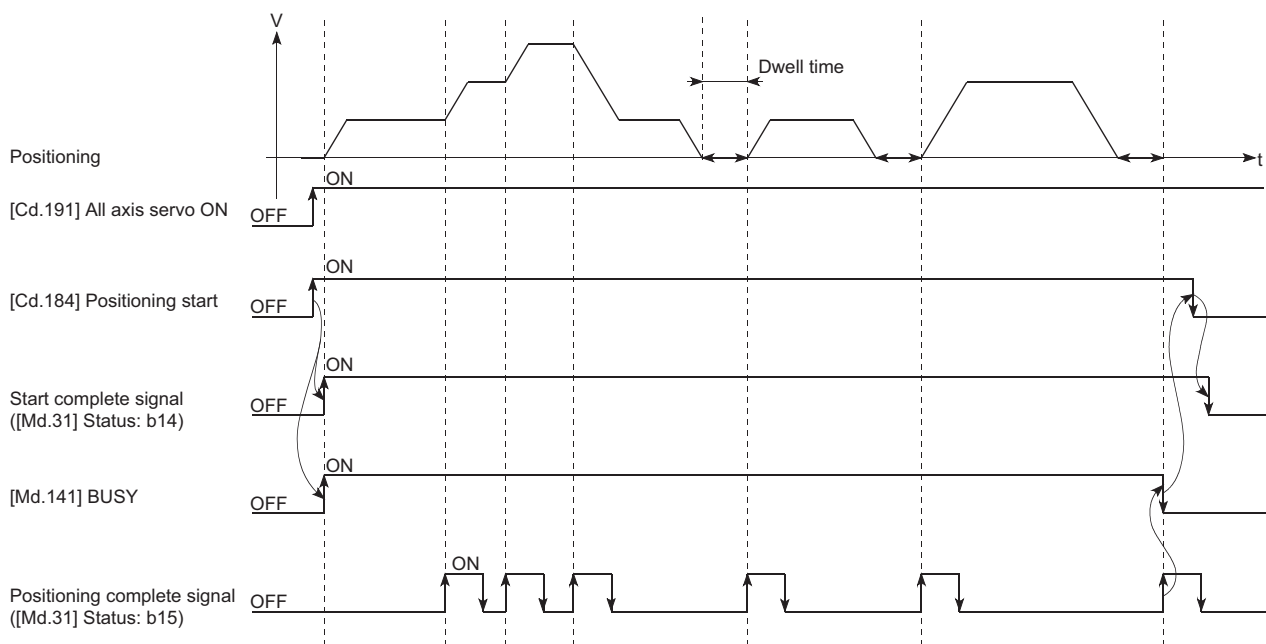 V
Dwell time
Positioning
t
ON
[Cd.191] All axis servo ON
OFF
ON
[Cd.184] Positioning start
OFF
ON
Start complete signal
([Md.31] Status: b14)
OFF
ON
[Md.141] BUSY
OFF
ON
Positioning complete signal
([Md.31] Status: b15)
OFF